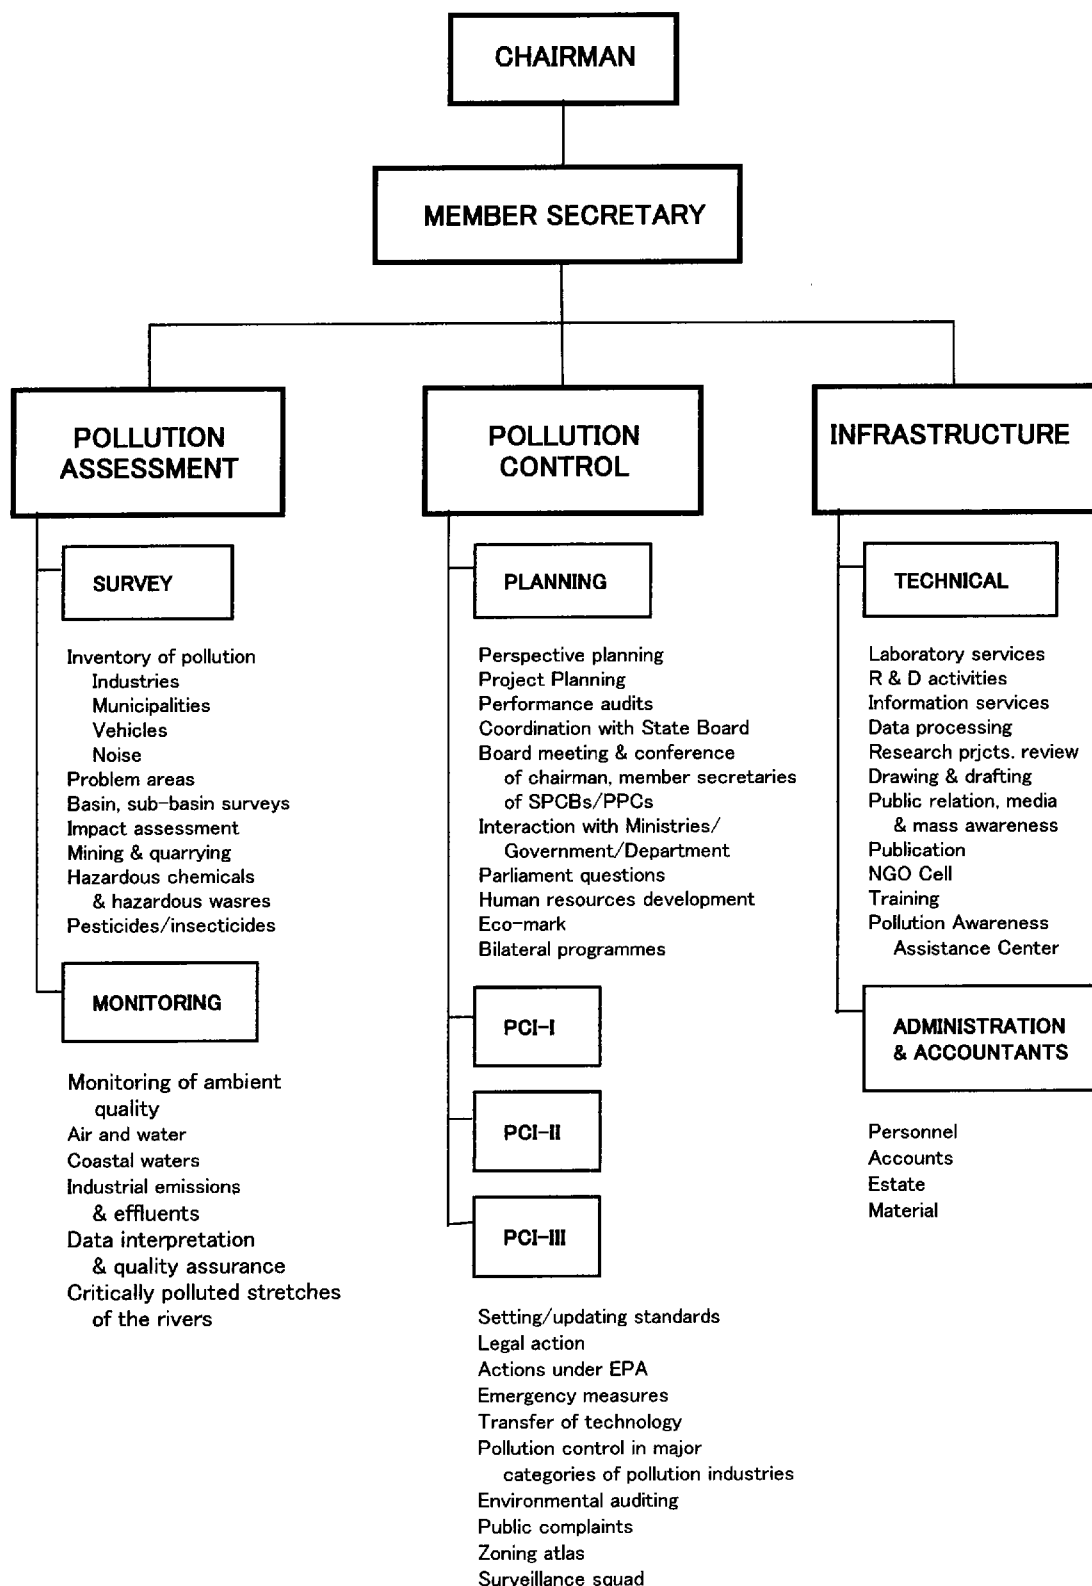 CHAIRMAN
MEMBER SECRETARY
POLLUTION
ASSESSMENT
SURVEY
Inventory of pollution
Industries
Municipalities
Vehicles
Noise
Problem areas
Basin, sub-basin surveys
Impact assessment
Mining & quarrying
Hazardous chemicals
& hazardous wasres
Pesticides/insecticides
MONITORING
Monitoring of ambient
quality
Air and water
Coastal waters
Industrial emissions
& effluents
Data interpretation
& quality assurance
Critically polluted stretches
of the rivers
POLLUTION
CONTROL
PLANNING
Perspective planning
Project Planning
Performance audits
Coordination with State Board
Board meeting & conference
of chairman, member secretaries
of SPCBs/PPCs
Interaction with Ministries/
Government/Department
Parliament questions
Human resources development
Eco-mark
Bilateral programmes
PCI-I
PCI-II
PCI-III
Setting/updating standards
Legal action
Actions under EPA
Emergency measures
Transfer of technology
Pollution control in major
categories of pollution industries
Environmental auditing
Public complaints
Zoning atlas
Surveillance squad
INFRASTRUCTURE
TECHNICAL
Laboratory services
R & D activities
Information services
Data processing
Research prjcts. review
Drawing & drafting
Public relation, media
& mass awareness
Publication
NGO Cell
Training
Pollution Awareness
Assistance Center
ADMINISTRATION
& ACCOUNTANTS
Personnel
Accounts
Estate
Material